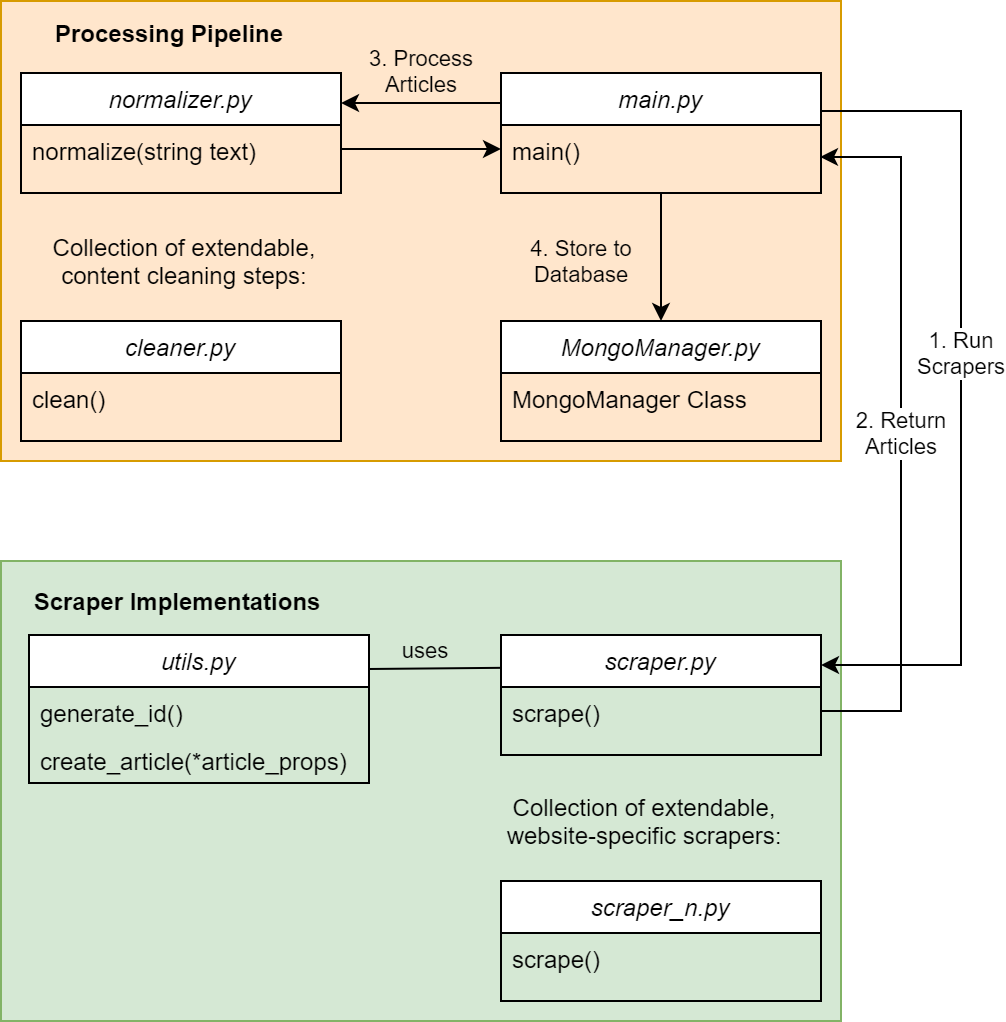 Processing Pipeline
3. Process
Articles
normalizer.py
normalize(string text)
main.py
main()
Collection of extendable,
content cleaning steps:
4. Store to
Database
cleaner.py
clean()
MongoManager.py
MongoManager Class
1. Run
Scrapers
2. Return
Articles
Scraper Implementations
utils.py
generate_id()
create_article(*article_props)
uses
scraper.py
scrape()
Collection of extendable,
website-specific scrapers:
scraper_n.py
scrape()